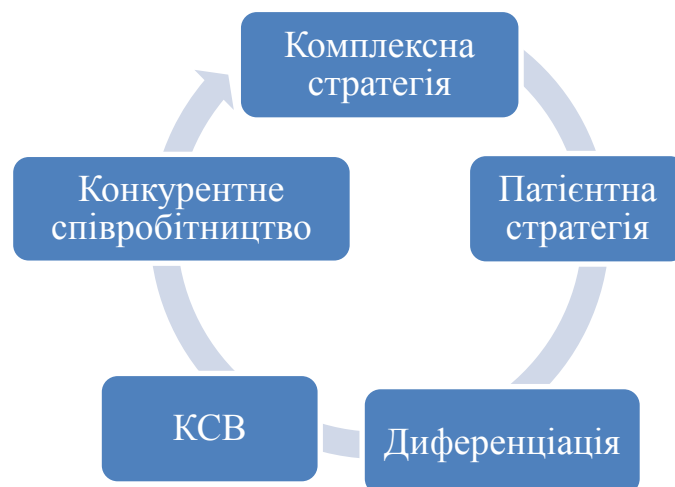 Комплексна
стратегія
Патієнтна
стратегія
Диференціація
КСВ
Конкурентне
співробітництво